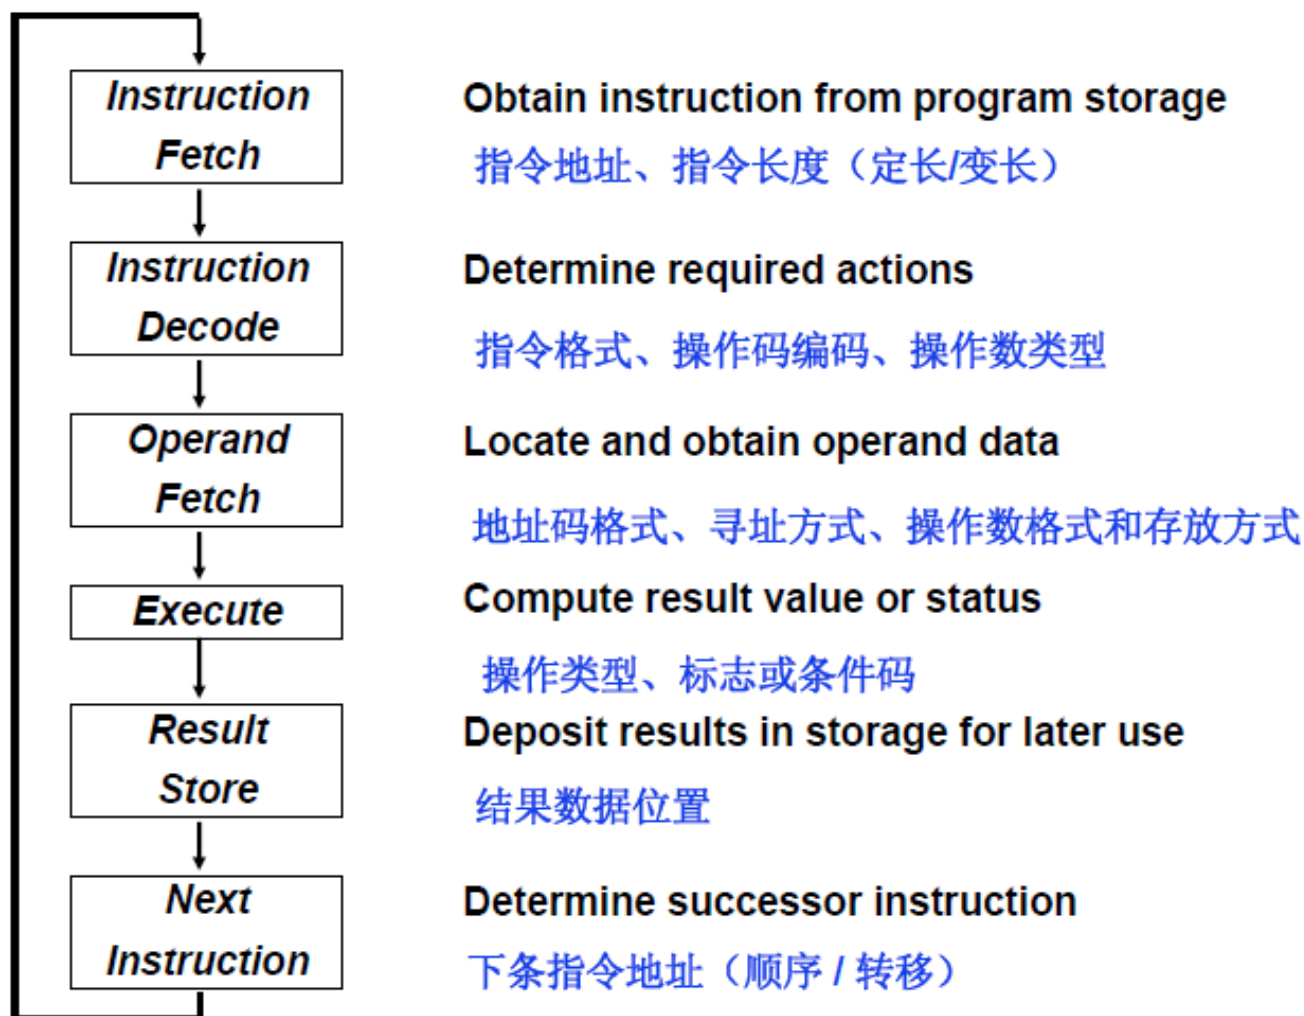 Instruction
Fetch
Obtain instruction from program storage
指令地址、指令长度（定长/变长）
Instruction
Decode
Determine required actions
指令格式、操作码编码、操作数类型
Operand
Fetch
Locate and obtain operand data
地址码格式、寻址方式、操作数格式和存放方式
Execute
Compute result value or status
操作类型、标志或条件码
Result
Store
Deposit results in storage for later use
结果数据位置
Next
Instruction
Determine successor instruction
下条指令地址（顺序 / 转移）